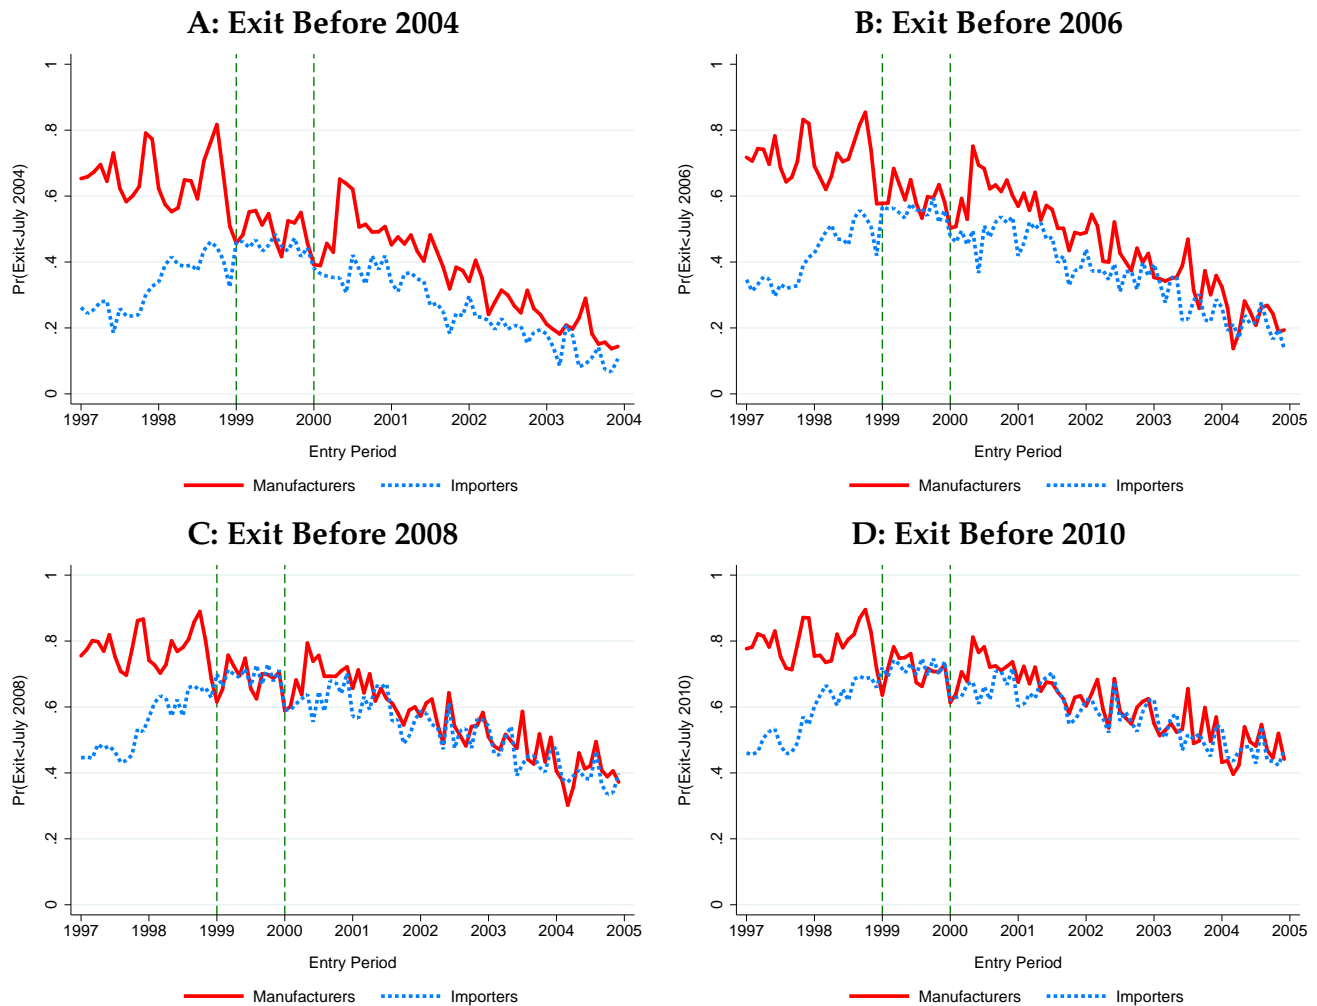 A: Exit Before 2004
Pr(Exit<July 2004)
1
.8
.6
.4
.2
0
1997 1998 1999 2000 2001 2002 2003 2004
Entry Period
Manufacturers Importers
B: Exit Before 2006
Pr(Exit<July 2006)
1
.8
.6
.4
.2
0
1997 1998 1999 2000 2001 2002 2003 2004 2005
Entry Period
Manufacturers Importers
C: Exit Before 2008
Pr(Exit<July 2008)
1
.8
.6
.4
.2
0
1997 1998 1999 2000 2001 2002 2003 2004 2005
Entry Period
Manufacturers Importers
D: Exit Before 2010
Pr(Exit<July 2010)
1
.8
.6
.4
.2
0
1997 1998 1999 2000 2001 2002 2003 2004 2005
Entry Period
Manufacturers Importers